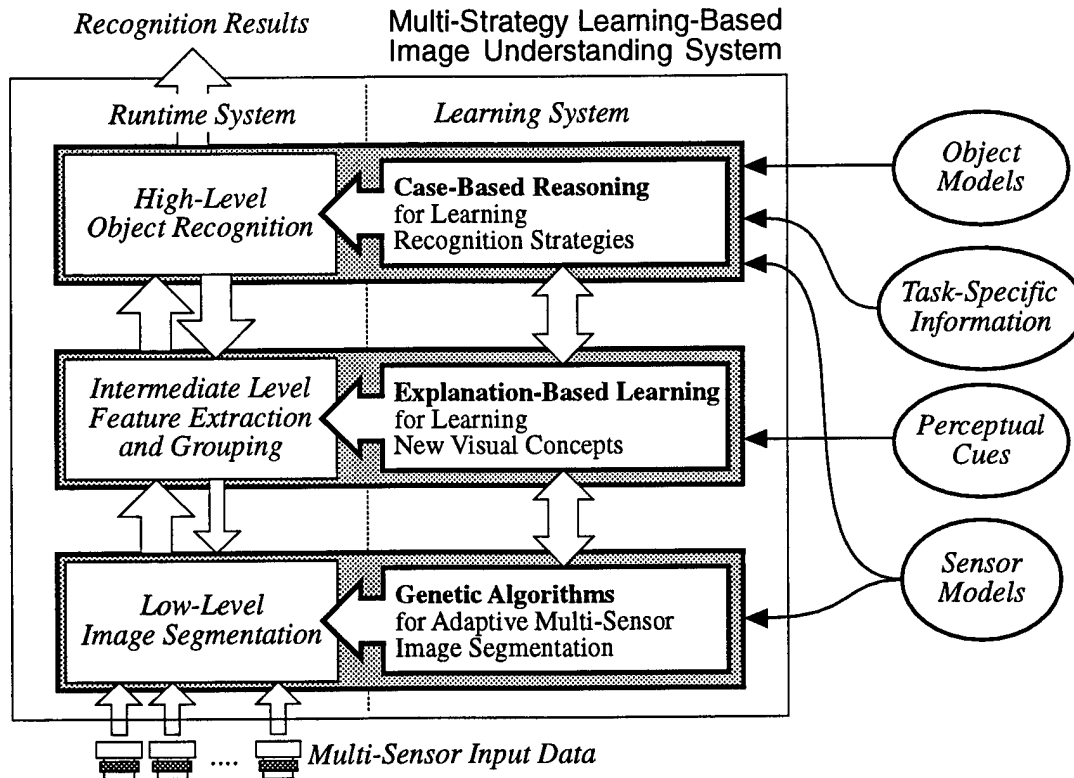 Recognition Results
Multi-Strategy Learning-Based
Image Understanding System
Runtime System
Learning System
High-Level
Object Recognition
Case-Based Reasoning
for Learning
Recognition Strategies
Object
Models
Task-Specific
Information
Intermediate Level
Feature Extraction
and Grouping
Explanation-Based Learning
for Learning
New Visual Concepts
Perceptual
Cues
Low-Level
Image Segmentation
Genetic Algorithms
for Adaptive Multi-Sensor
Image Segmentation
Sensor
Models
....
Multi-Sensor Input Data